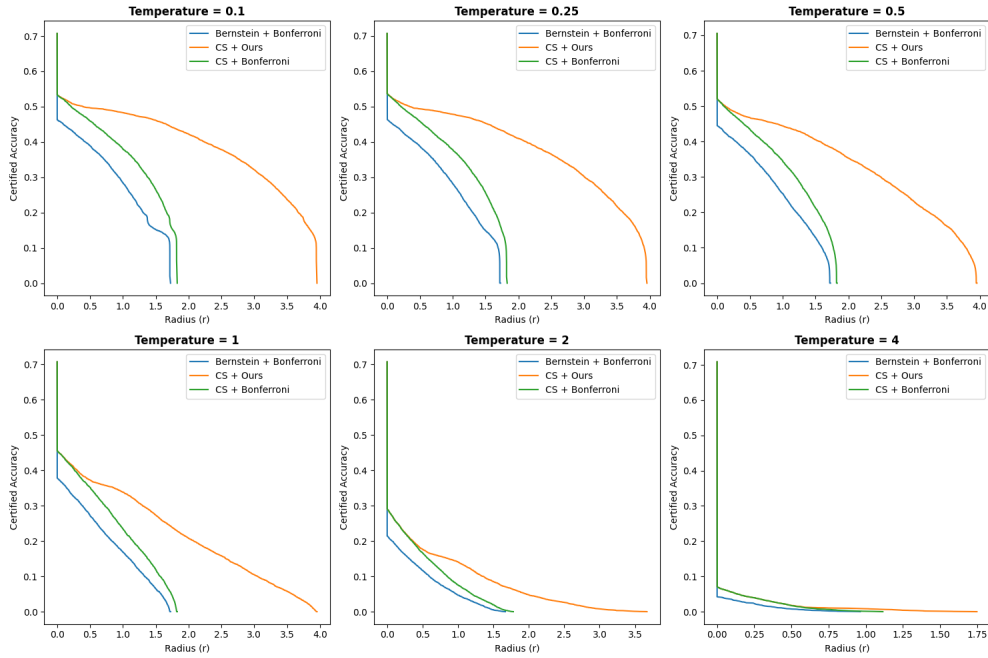 Temperature = 0.1
Certified Accuracy
0.7
0.6
0.5
0.4
0.3
0.2
0.1
0.0
Bernstein + Bonferroni
CS + Ours
CS + Bonferroni
0.0 0.5 1.0 1.5 2.0 2.5 3.0 3.5 4.0
Radius (r)
Temperature = 0.25
Certified Accuracy
0.7
0.6
0.5
0.4
0.3
0.2
0.1
0.0
Bernstein + Bonferroni
CS + Ours
CS + Bonferroni
0.0 0.5 1.0 1.5 2.0 2.5 3.0 3.5 4.0
Radius (r)
Temperature = 0.5
Certified Accuracy
0.7
0.6
0.5
0.4
0.3
0.2
0.1
0.0
Bernstein + Bonferroni
CS + Ours
CS + Bonferroni
0.0 0.5 1.0 1.5 2.0 2.5 3.0 3.5 4.0
Radius (r)
Temperature = 1
Certified Accuracy
0.7
0.6
0.5
0.4
0.3
0.2
0.1
0.0
Bernstein + Bonferroni
CS + Ours
CS + Bonferroni
0.0 0.5 1.0 1.5 2.0 2.5 3.0 3.5 4.0
Radius (r)
Temperature = 2
Certified Accuracy
0.7
0.6
0.5
0.4
0.3
0.2
0.1
0.0
Bernstein + Bonferroni
CS + Ours
CS + Bonferroni
0.0 0.5 1.0 1.5 2.0 2.5 3.0 3.5
Radius (r)
Temperature = 4
Certified Accuracy
0.7
0.6
0.5
0.4
0.3
0.2
0.1
0.0
Bernstein + Bonferroni
CS + Ours
CS + Bonferroni
0.00 0.25 0.50 0.75 1.00 1.25 1.50 1.75
Radius (r)